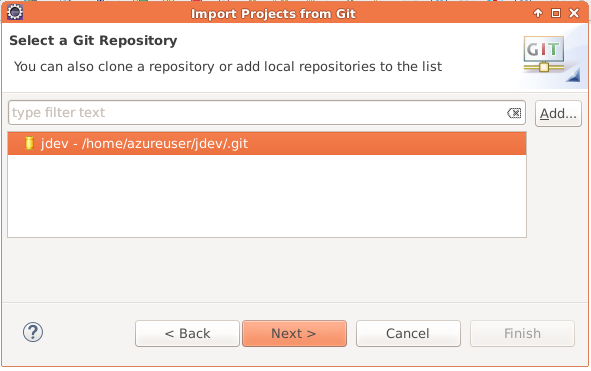 Import Projects from Git
Select a Git Repository
You can also clone a repository or add local repositories to the list
GIT
type filter text
Add...
jdev - /home/azureuser/jdev/.git
?
< Back
Next >
Cancel
Finish